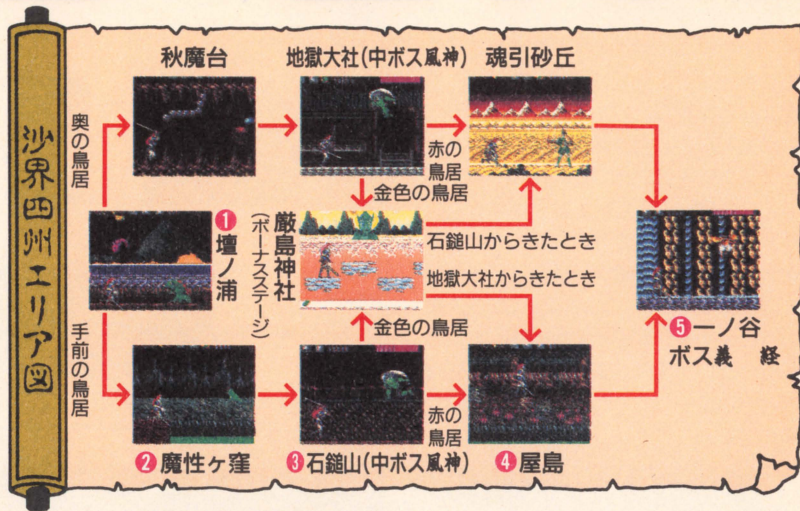 沙界四州エリア図
秋魔台
地獄大社(中ボス風神)
魂引砂丘
奥の鳥居
赤の
鳥居
金色の鳥居
❶壇ノ浦
厳島神社
(ボーナスステージ)
石鎚山からきたとき
地獄大社からきたとき
❺一ノ谷
ボス義 経
手前の鳥居
金色の鳥居
赤の
鳥居
❷魔性ヶ窪
❸石鎚山(中ボス風神)
❹屋島